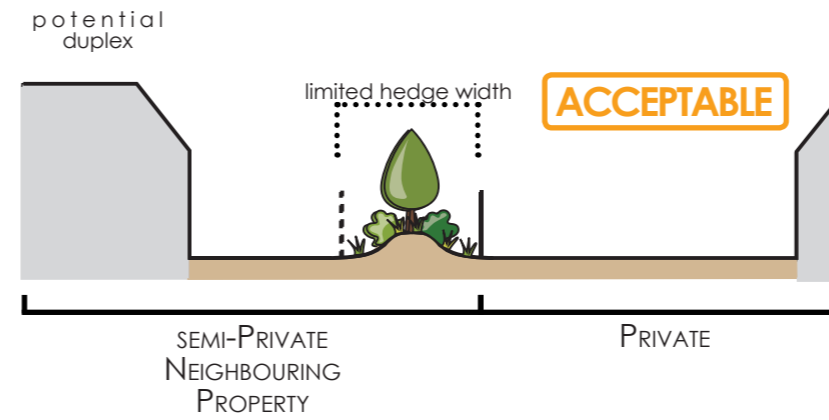 potential
duplex
limited hedge width
ACCEPTABLE
SEMI-PRIVATE
NEIGHBOURING
PROPERTY
PRIVATE